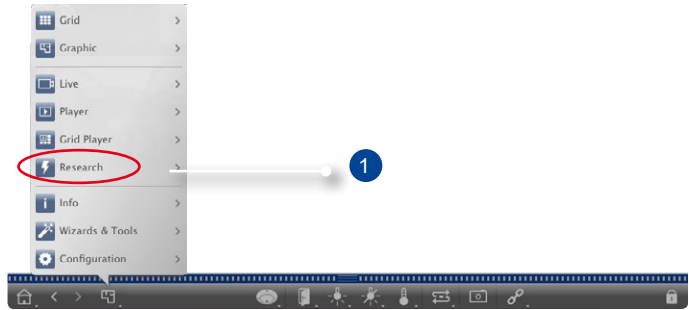 Grid
Graphic
Live
Player
Grid Player
Research
1
Info
Wizards & Tools
Configuration